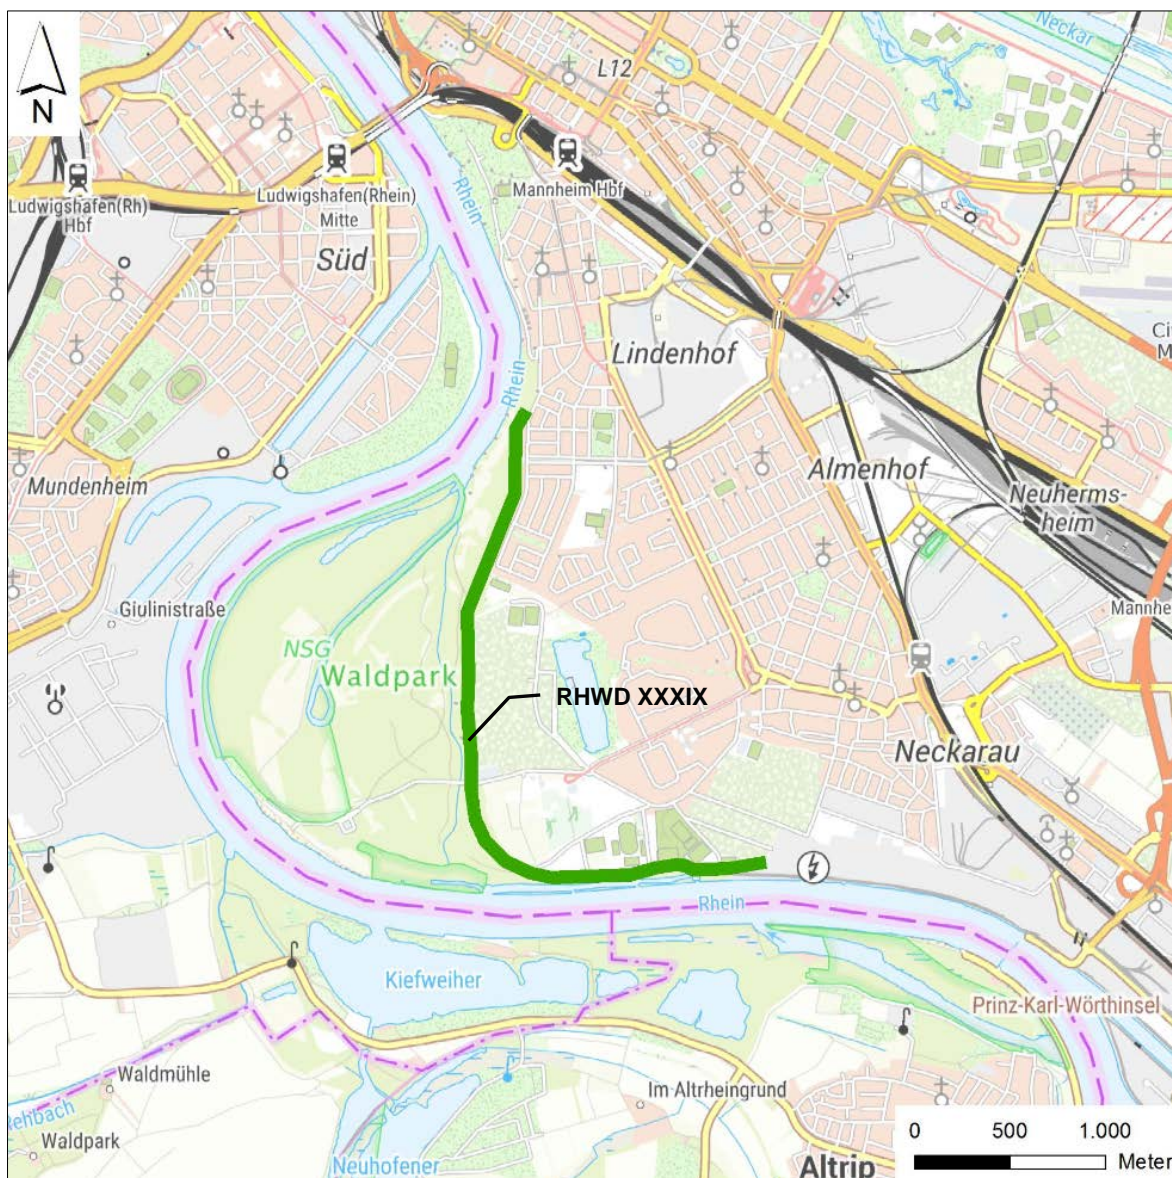 N
Neckar
L12
Rhein
Mannheim Hbf
Ludwigshafen(Rhein)
Mitte
Ludwigshafen(Rh)
Hbf
Süd
Lindenhof
Rhein
Almenhof
Neuherms-
heim
Mundenheim
Giulinistraße
NSG
Waldpark
RHWD XXXIX
Neckarau
Rhein
Kiefweiher
Prinz-Karl-Wörthinsel
Waldmühle
Im Altrheingrund
Waldpark
Neuhofener
Altrip
0 500 1.000
Meter